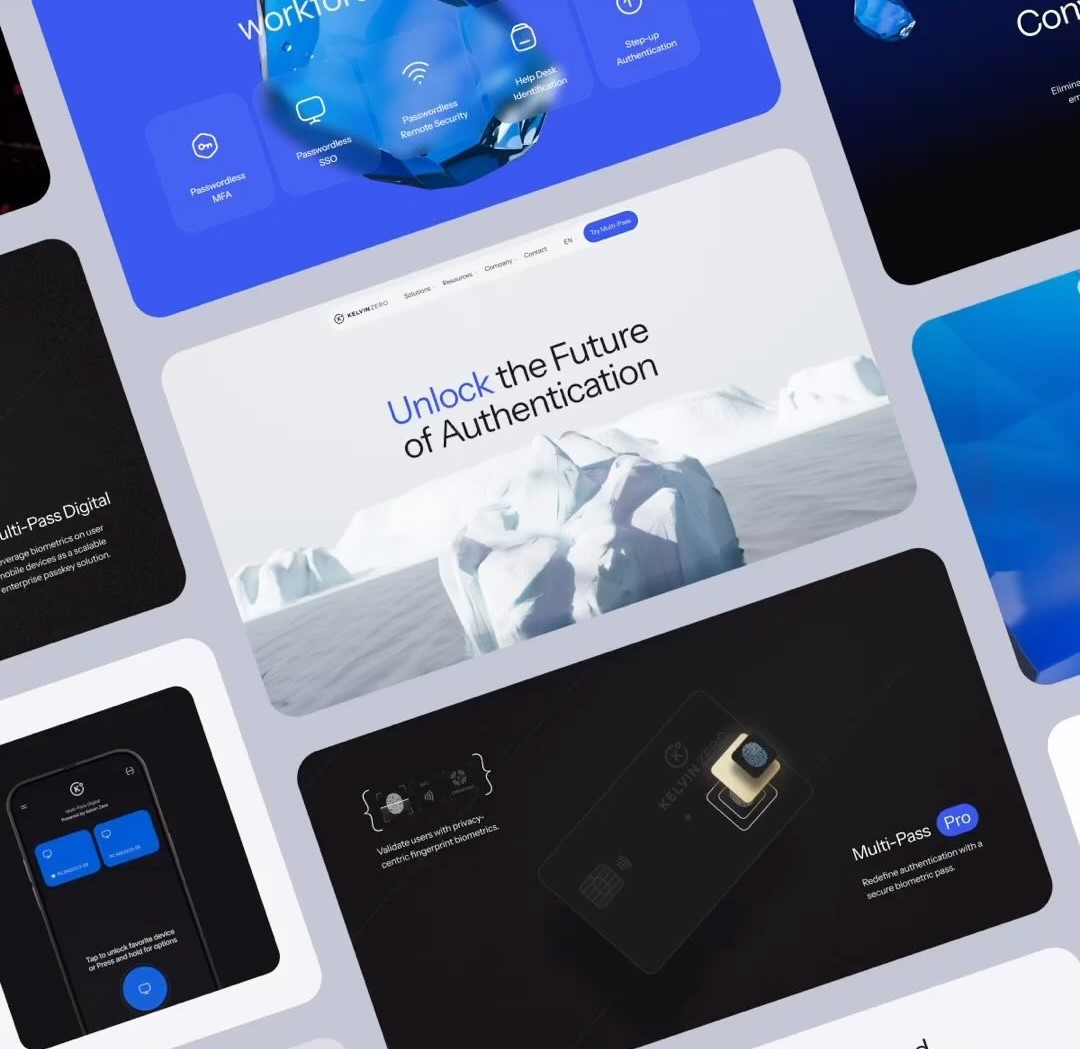 workfor
Passwordless
MFA
Passwordless
SSO
Passwordless
Remote Security
Help Desk
Identification
Step-up
Authentication
Con
Elimina
KELVIN ZERO
Solutions
Resources
Company
Contact
EN
Try Multi-Pass
Unlock the Future
of Authentication
ulti-Pass Digital
everage biometrics on user
mobile devices as a scalable
enterprise passkey solution.
Multi-Pass Digital
Powered by Kelvin Zero
Tap to unlock favorite device
or Press and hold for options
Validate users with privacy-
centric fingerprint biometrics.
KELVIN ZERO
Multi-Pass Pro
Redefine authentication with a
secure biometric pass.